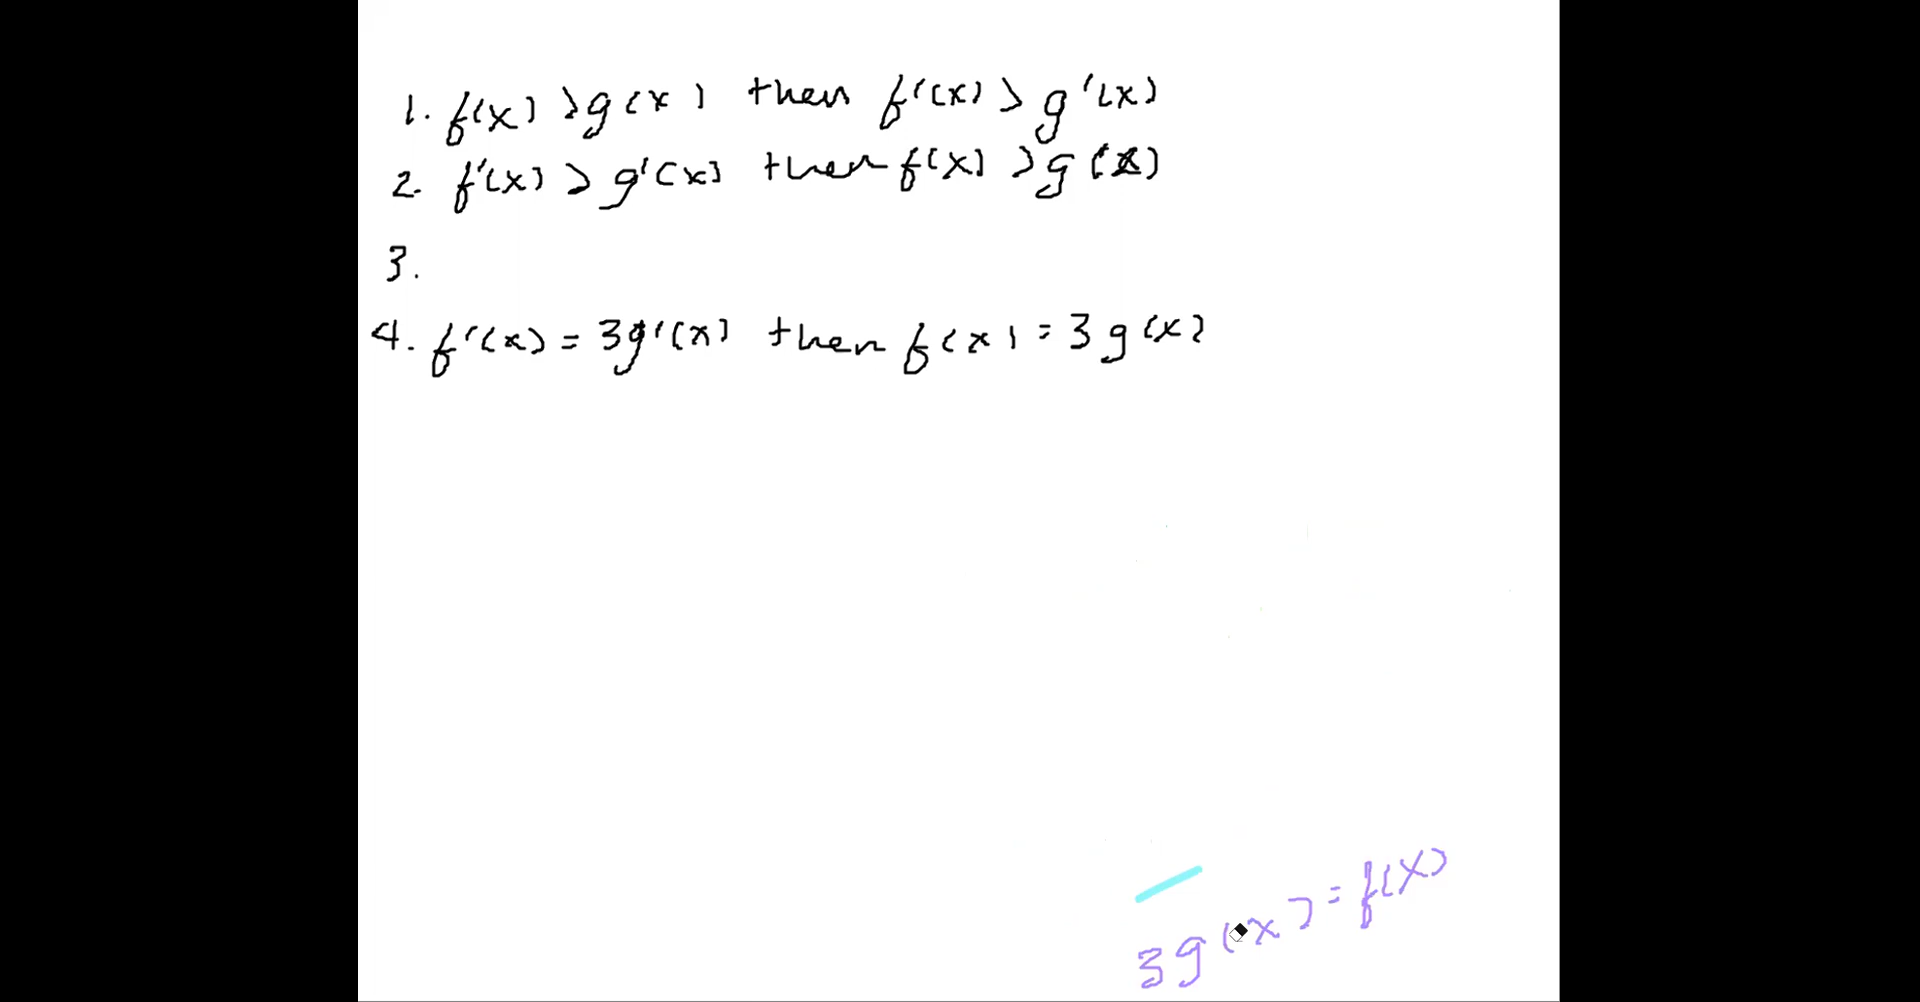 1. f(x) > g(x) then f'(x) > g'(x)
2. f'(x) > g'(x) then f(x) > g(x)
3.
4. f'(x) = 3g'(x) then f(x) = 3g(x)
3g(x) = f(x)